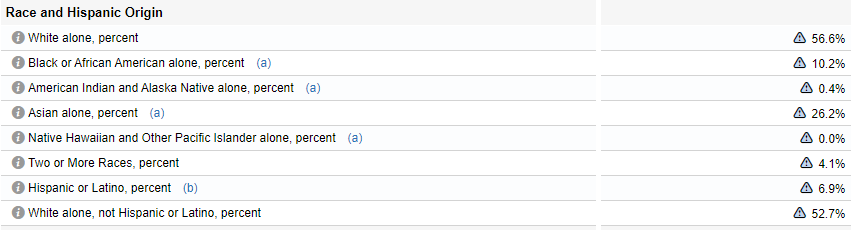 Race and Hispanic Origin
White alone, percent 56.6%
Black or African American alone, percent (a) 10.2%
American Indian and Alaska Native alone, percent (a) 0.4%
Asian alone, percent (a) 26.2%
Native Hawaiian and Other Pacific Islander alone, percent (a) 0.0%
Two or More Races, percent 4.1%
Hispanic or Latino, percent (b) 6.9%
White alone, not Hispanic or Latino, percent 52.7%